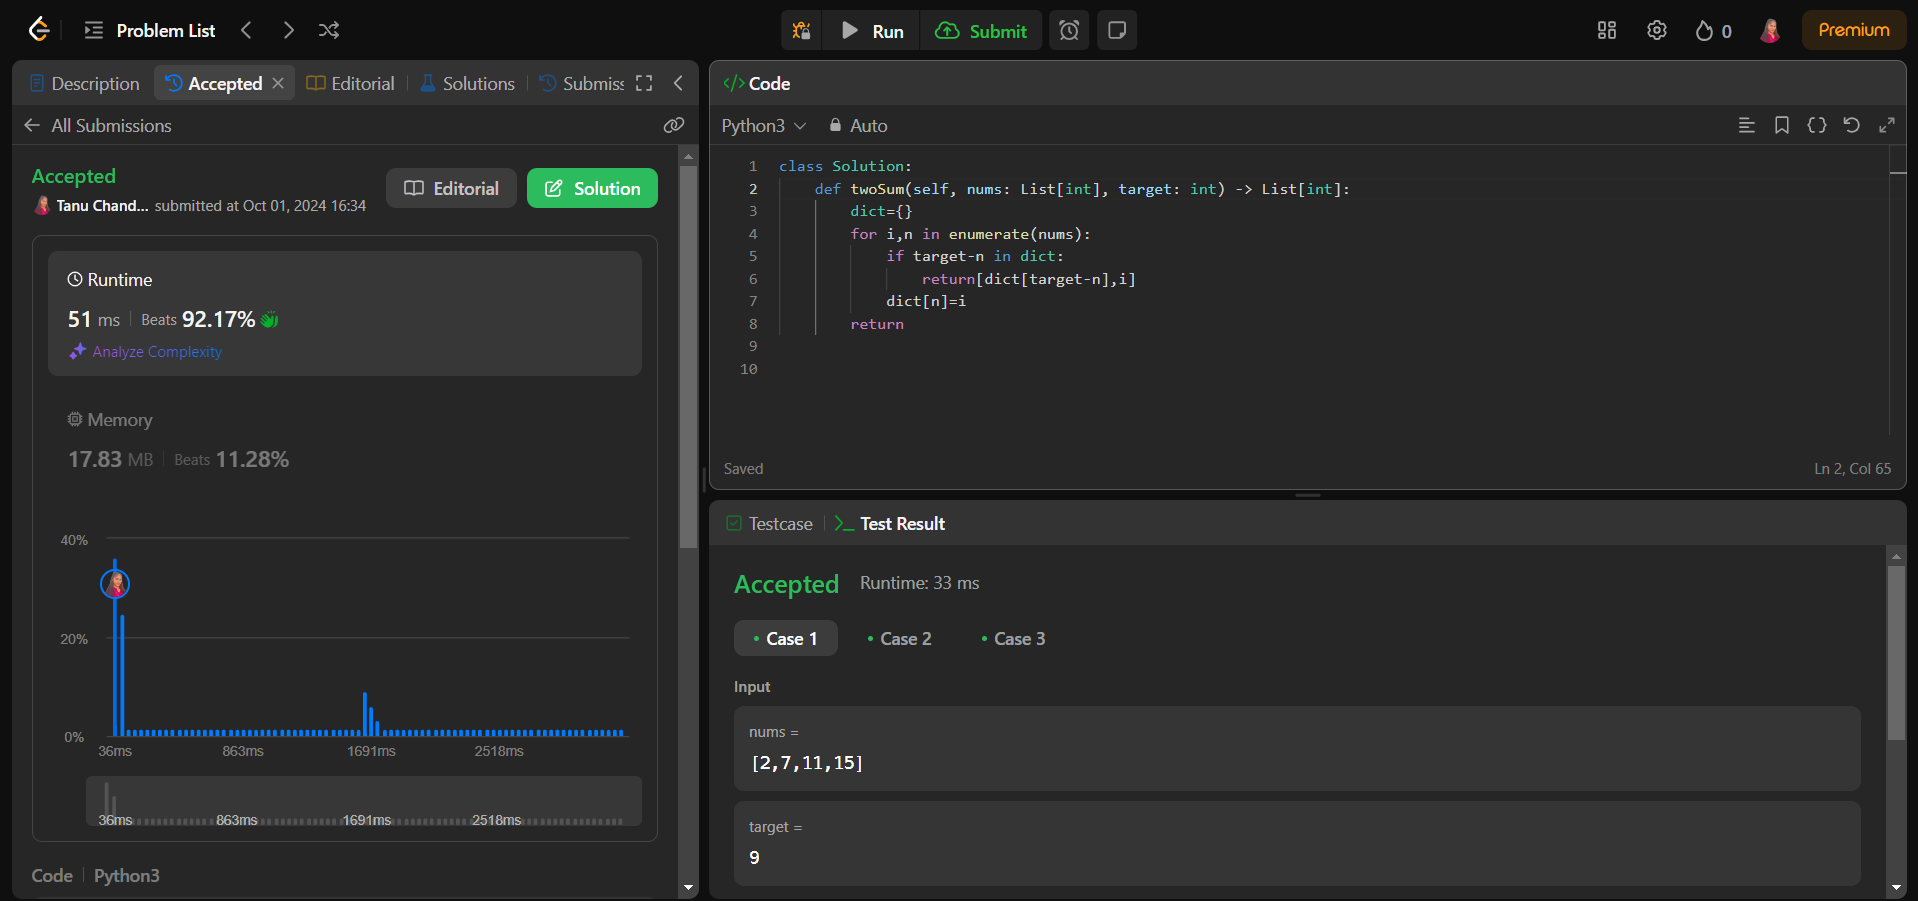 Problem List
Run
Submit
0
Premium
Description
Accepted
Editorial
Solutions
Submiss
All Submissions
Accepted
Tanu Chand... submitted at Oct 01, 2024 16:34
Editorial
Solution
Runtime
51 ms Beats 92.17%
Analyze Complexity
Memory
17.83 MB Beats 11.28%
40%
20%
0%
36ms 863ms 1691ms 2518ms
36ms 863ms 1691ms 2518ms
Code Python3
</> Code
Python3 Auto
1 class Solution:
2     def twoSum(self, nums: List[int], target: int) -> List[int]:
3         dict={}
4         for i,n in enumerate(nums):
5             if target-n in dict:
6                 return[dict[target-n],i]
7             dict[n]=i
8         return
9
10
Saved
Ln 2, Col 65
Testcase
Test Result
Accepted Runtime: 33 ms
Case 1 Case 2 Case 3
Input
nums =
[2,7,11,15]
target =
9